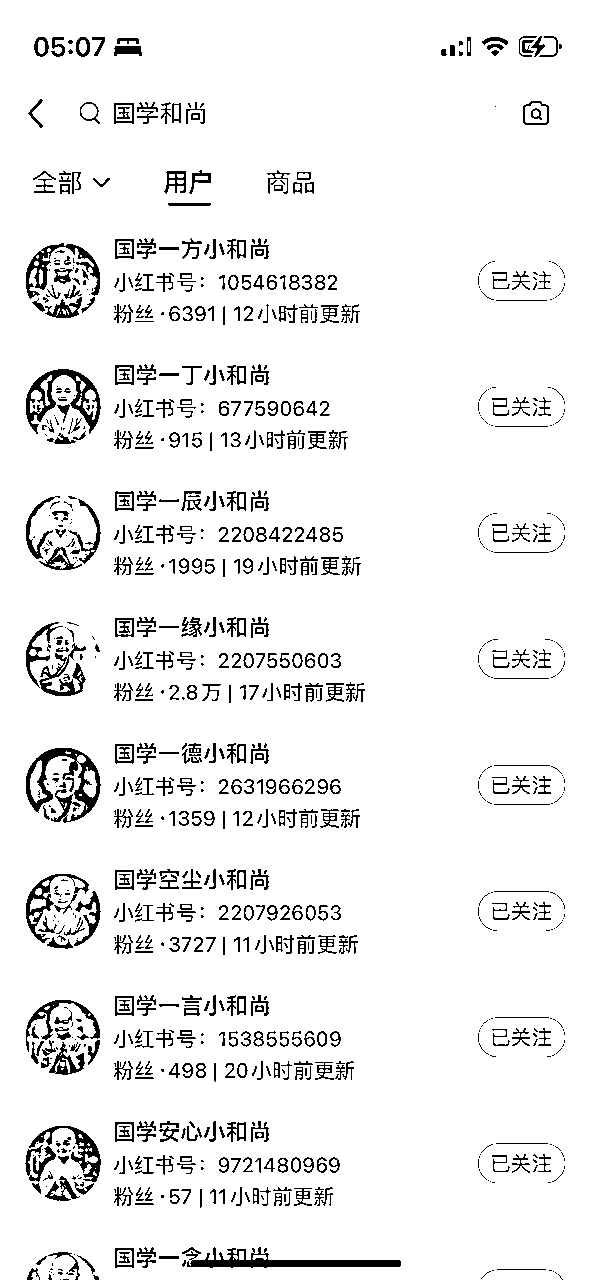 05:07
国学和尚
全部 用户 商品
国学一方小和尚
小红书号：1054618382
粉丝·6391 | 12小时前更新
已关注
国学一丁小和尚
小红书号：677590642
粉丝·915 | 13小时前更新
已关注
国学一辰小和尚
小红书号：2208422485
粉丝·1995 | 19小时前更新
已关注
国学一缘小和尚
小红书号：2207550603
粉丝·2.8万 | 17小时前更新
已关注
国学一德小和尚
小红书号：2631966296
粉丝·1359 | 12小时前更新
已关注
国学空尘小和尚
小红书号：2207926053
粉丝·3727 | 11小时前更新
已关注
国学一言小和尚
小红书号：1538555609
粉丝·498 | 20小时前更新
已关注
国学安心小和尚
小红书号：9721480969
粉丝·57 | 11小时前更新
已关注
国学一念小和尚